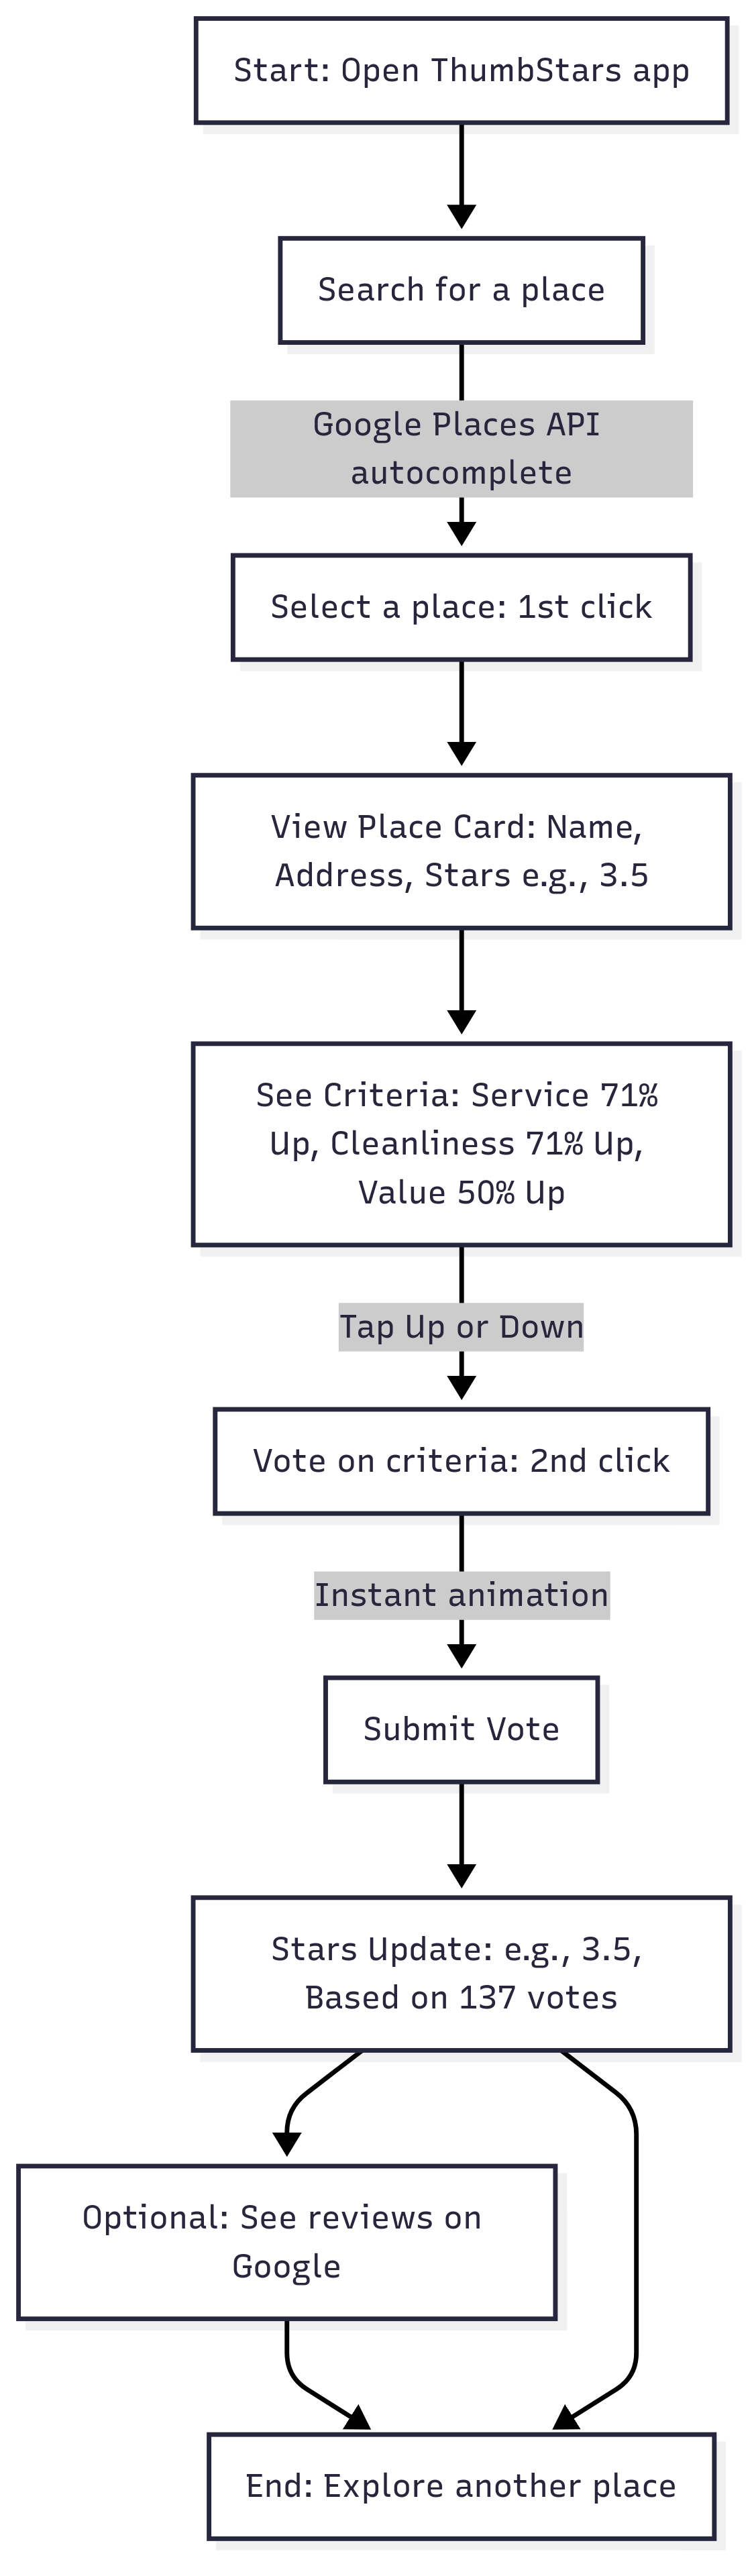 Start: Open ThumbStars app
Search for a place
Google Places API
autocomplete
Select a place: 1st click
View Place Card: Name,
Address, Stars e.g., 3.5
See Criteria: Service 71%
Up, Cleanliness 71% Up,
Value 50% Up
Tap Up or Down
Vote on criteria: 2nd click
Instant animation
Submit Vote
Stars Update: e.g., 3.5,
Based on 137 votes
Optional: See reviews on
Google
End: Explore another place